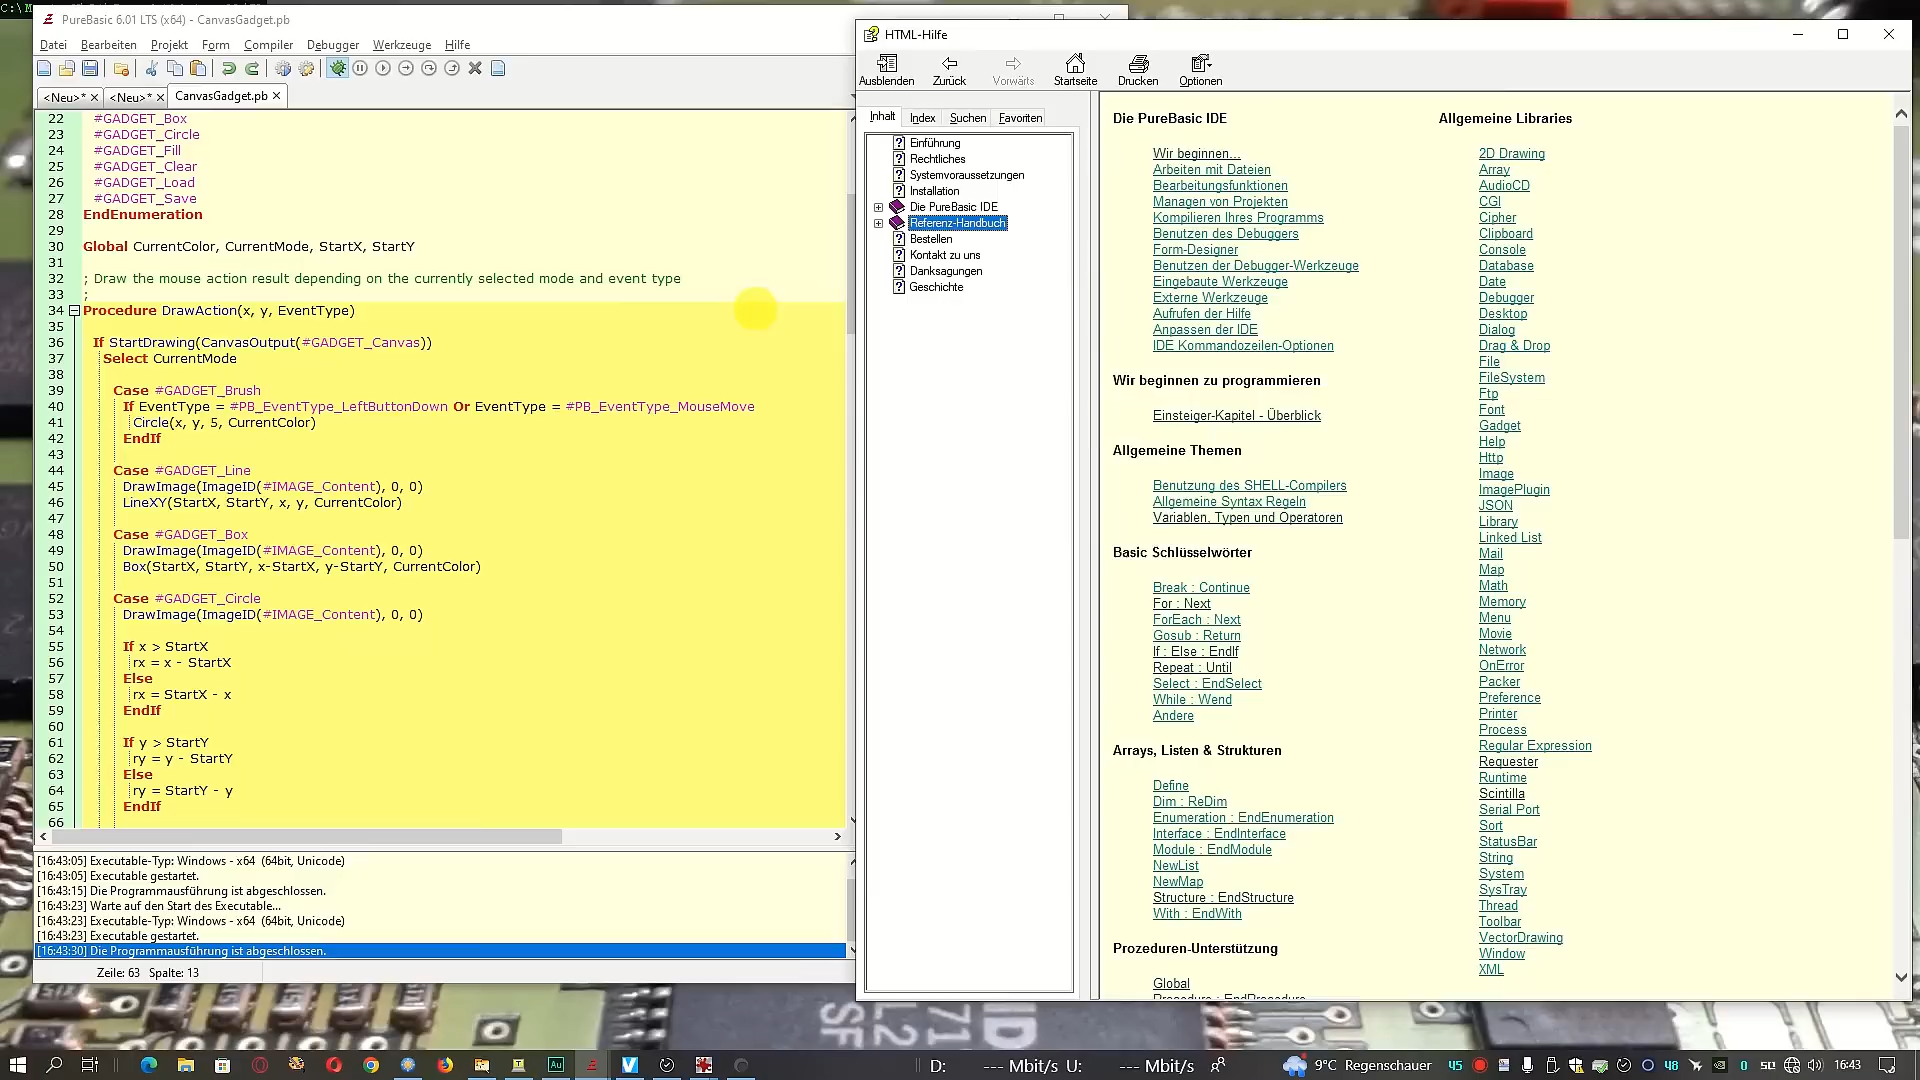 C:\M
PureBasic 6.01 LTS (x64) - CanvasGadget.pb
Datei Bearbeiten Projekt Form Compiler Debugger Werkzeuge Hilfe
<Neu>* <Neu>* CanvasGadget.pb
22 #GADGET_Box
23 #GADGET_Circle
24 #GADGET_Fill
25 #GADGET_Clear
26 #GADGET_Load
27 #GADGET_Save
28 EndEnumeration
29
30 Global CurrentColor, CurrentMode, StartX, StartY
31
32 ; Draw the mouse action result depending on the currently selected mode and event type
33 ;
34 Procedure DrawAction(x, y, EventType)
35
36 If StartDrawing(CanvasOutput(#GADGET_Canvas))
37 Select CurrentMode
38
39 Case #GADGET_Brush
40 If EventType = #PB_EventType_LeftButtonDown Or EventType = #PB_EventType_MouseMove
41 Circle(x, y, 5, CurrentColor)
42 EndIf
43
44 Case #GADGET_Line
45 DrawImage(ImageID(#IMAGE_Content), 0, 0)
46 LineXY(StartX, StartY, x, y, CurrentColor)
47
48 Case #GADGET_Box
49 DrawImage(ImageID(#IMAGE_Content), 0, 0)
50 Box(StartX, StartY, x-StartX, y-StartY, CurrentColor)
51
52 Case #GADGET_Circle
53 DrawImage(ImageID(#IMAGE_Content), 0, 0)
54
55 If x > StartX
56 rx = x - StartX
57 Else
58 rx = StartX - x
59 EndIf
60
61 If y > StartY
62 ry = y - StartY
63 Else
64 ry = StartY - y
65 EndIf
66
[16:43:05] Executable-Typ: Windows - x64 (64bit, Unicode)
[16:43:05] Executable gestartet.
[16:43:15] Die Programmausführung ist abgeschlossen.
[16:43:23] Warte auf den Start des Executable...
[16:43:23] Executable-Typ: Windows - x64 (64bit, Unicode)
[16:43:23] Executable gestartet.
[16:43:30] Die Programmausführung ist abgeschlossen.
Zeile: 63 Spalte: 13
HTML-Hilfe
Ausblenden Zurück Vorwärts Startseite Drucken Optionen
Inhalt Index Suchen Favoriten
Einführung
Rechtliches
Systemvoraussetzungen
Installation
Die PureBasic IDE
Referenz-Handbuch
Bestellen
Kontakt zu uns
Danksagungen
Geschichte
Die PureBasic IDE
Wir beginnen...
Arbeiten mit Dateien
Bearbeitungsfunktionen
Managen von Projekten
Kompilieren Ihres Programms
Benutzen des Debuggers
Form-Designer
Benutzen der Debugger-Werkzeuge
Eingebaute Werkzeuge
Externe Werkzeuge
Aufrufen der Hilfe
Anpassen der IDE
IDE Kommandozeilen-Optionen
Wir beginnen zu programmieren
Einsteiger-Kapitel - Überblick
Allgemeine Themen
Benutzung des SHELL-Compilers
Allgemeine Syntax Regeln
Variablen, Typen und Operatoren
Basic Schlüsselwörter
Break : Continue
For : Next
ForEach : Next
Gosub : Return
If : Else : EndIf
Repeat : Until
Select : EndSelect
While : Wend
Andere
Arrays, Listen & Strukturen
Define
Dim : ReDim
Enumeration : EndEnumeration
Interface : EndInterface
Module : EndModule
NewList
NewMap
Structure : EndStructure
With : EndWith
Prozeduren-Unterstützung
Global
Procedure : EndProcedure
Allgemeine Libraries
2D Drawing
Array
AudioCD
CGI
Cipher
Clipboard
Console
Database
Date
Debugger
Desktop
Dialog
Drag & Drop
File
FileSystem
Ftp
Font
Gadget
Help
Http
Image
ImagePlugin
JSON
Library
Linked List
Mail
Map
Math
Memory
Menu
Movie
Network
OnError
Packer
Preference
Printer
Process
Regular Expression
Requester
Runtime
Scintilla
Serial Port
Sort
StatusBar
String
System
SysTray
Thread
Toolbar
VectorDrawing
Window
XML
SF L2 71 ID
Au D: --- Mbit/s U: --- Mbit/s 9°C Regenschauer 45 48 0 16:43